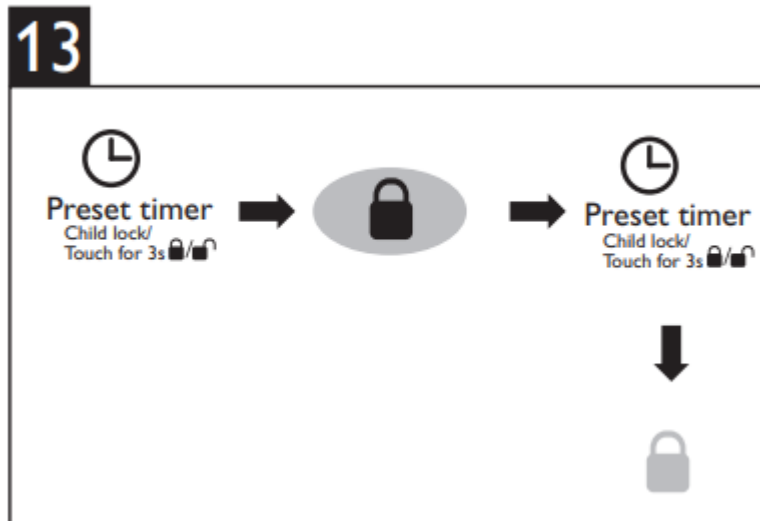 13
Preset timer
Child lock/
Touch for 3s /
Preset timer
Child lock/
Touch for 3s /